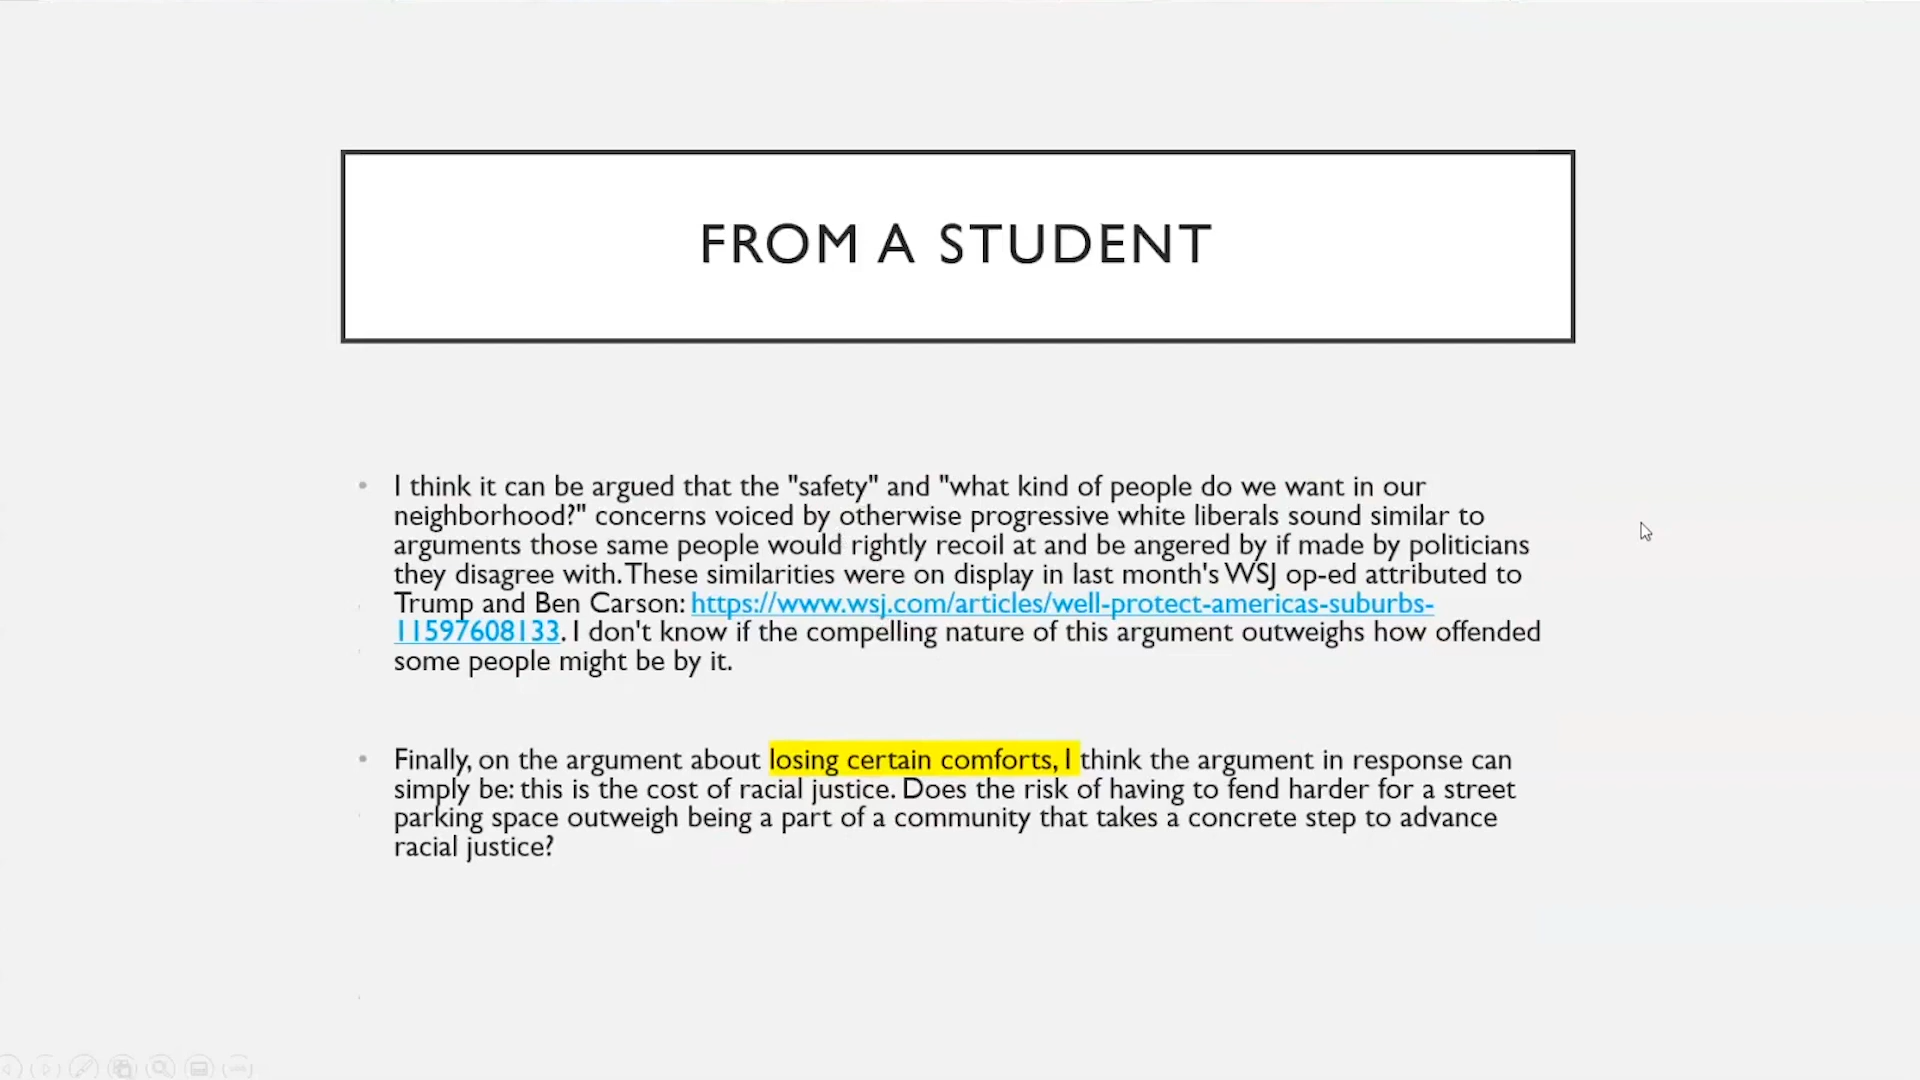 FROM A STUDENT
• I think it can be argued that the "safety" and "what kind of people do we want in our
neighborhood?" concerns voiced by otherwise progressive white liberals sound similar to
arguments those same people would rightly recoil at and be angered by if made by politicians
they disagree with. These similarities were on display in last month's WSJ op-ed attributed to
Trump and Ben Carson: https://www.wsj.com/articles/well-protect-americas-suburbs-
11597608133. I don't know if the compelling nature of this argument outweighs how offended
some people might be by it.
• Finally, on the argument about losing certain comforts, I think the argument in response can
simply be: this is the cost of racial justice. Does the risk of having to fend harder for a street
parking space outweigh being a part of a community that takes a concrete step to advance
racial justice?